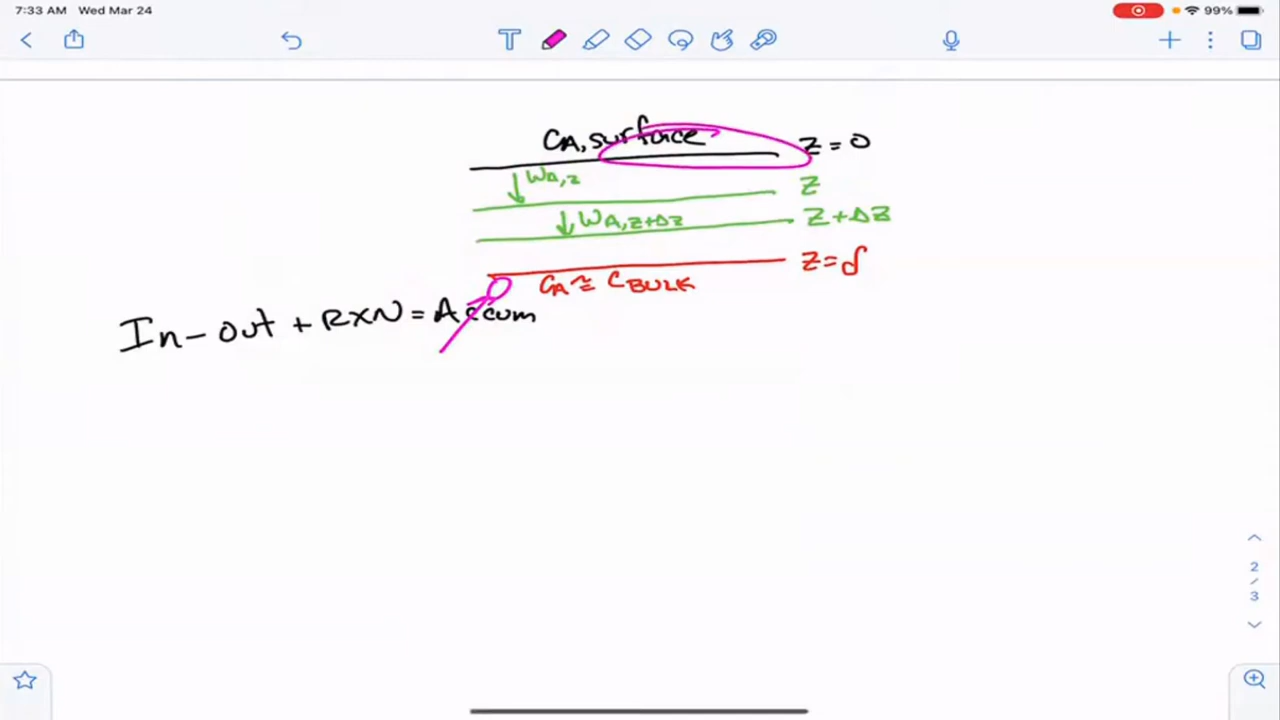 7:33 AM Wed Mar 24
99%
CA, surface Z = 0
WA,Z Z
WA,Z+ΔZ Z + ΔZ
CA ≅ CBULK Z = δ
In - out + RXN = Accum
2
/
3